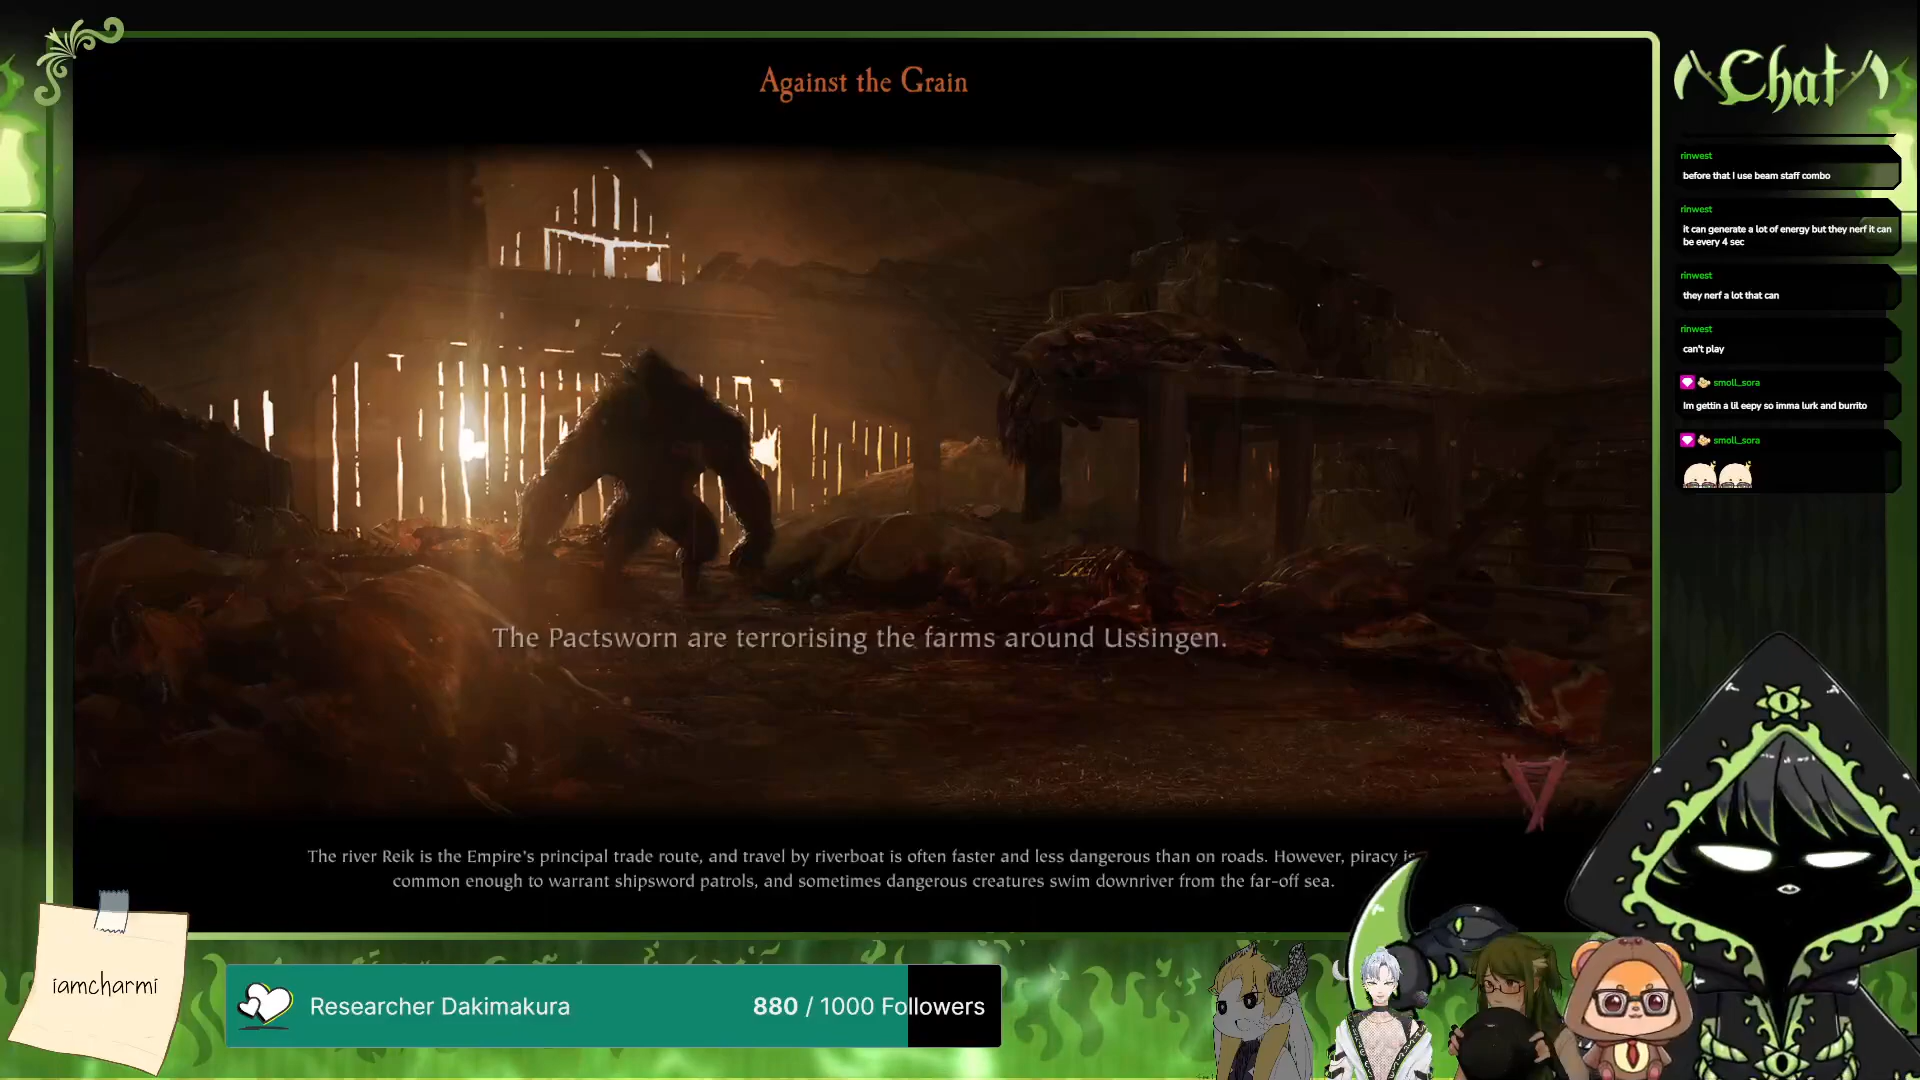 Against the Grain
The Pactsworn are terrorising the farms around Ussingen.
The river Reik is the Empire's principal trade route, and travel by riverboat is often faster and less dangerous than on roads. However, piracy is
common enough to warrant shipsword patrols, and sometimes dangerous creatures swim downriver from the far-off sea.
Chat
rinwest
before that I use beam staff combo
rinwest
it can generate a lot of energy but they nerf it can
be every 4 sec
rinwest
they nerf a lot that can
rinwest
can't play
smoll_sora
Im gettin a lil eepy so imma lurk and burrito
smoll_sora
iamcharmi
Researcher Dakimakura
880 / 1000 Followers